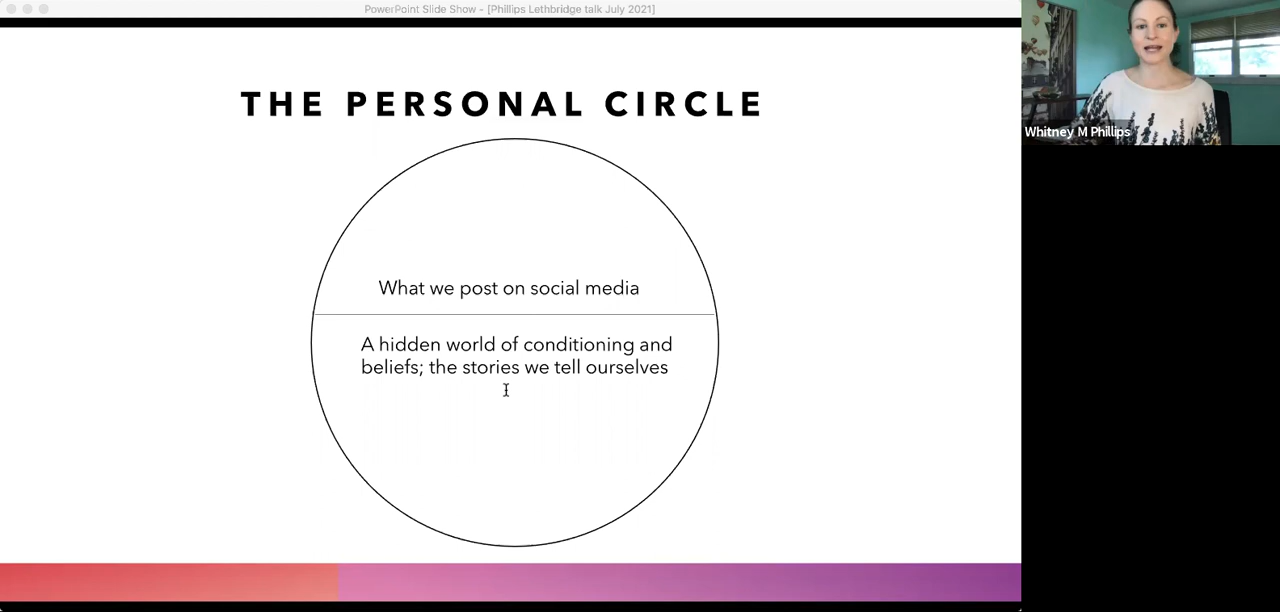 PowerPoint Slide Show - [Phillips Lethbridge talk July 2021]
THE PERSONAL CIRCLE
What we post on social media
A hidden world of conditioning and
beliefs; the stories we tell ourselves
Whitney M Phillips